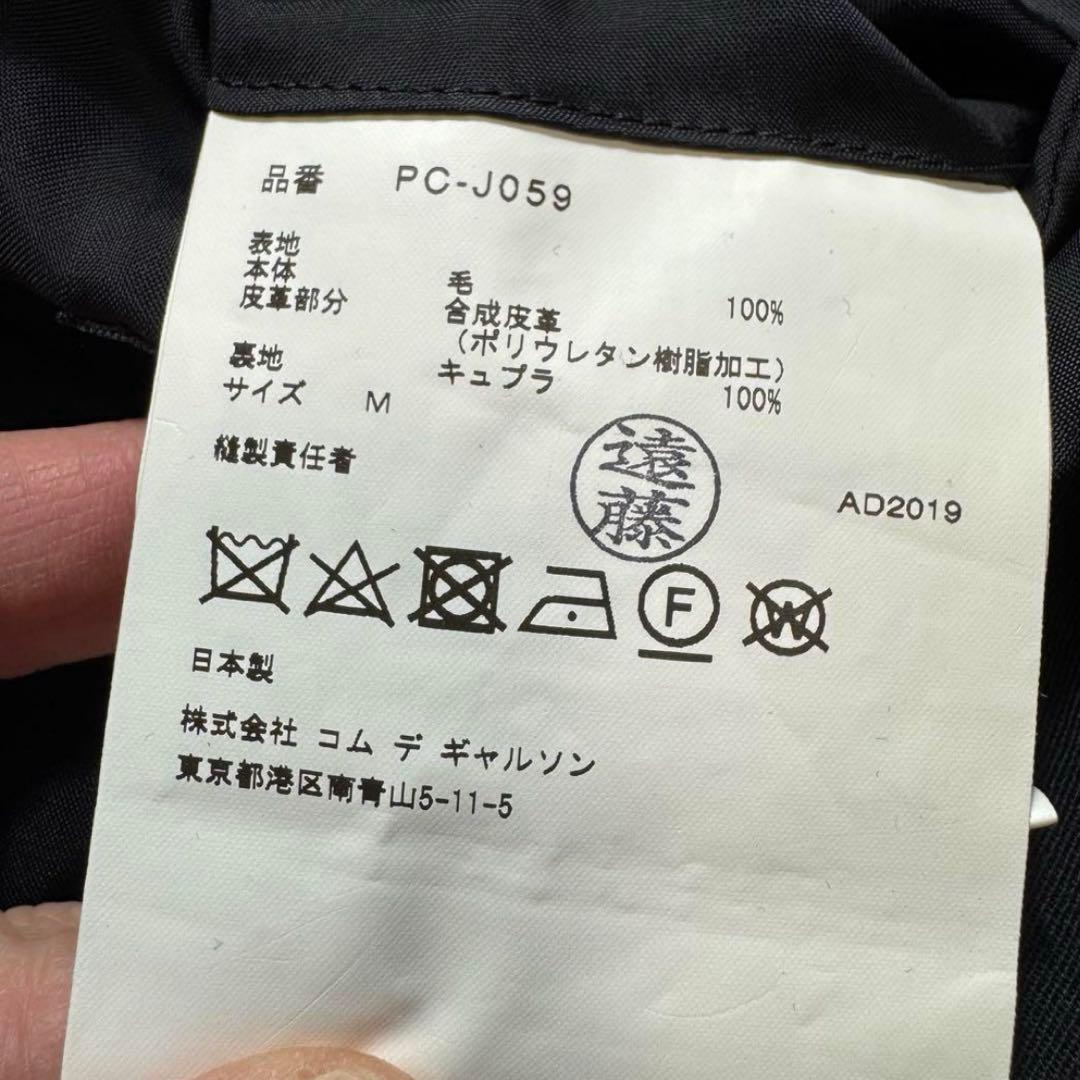 品番 PC-J059
表地
本体 毛 100%
皮革部分 合成皮革
(ポリウレタン樹脂加工)
裏地 キュプラ 100%
サイズ M
縫製責任者 遠藤
AD2019
F W
日本製
株式会社 コム デ ギャルソン
東京都港区南青山5-11-5